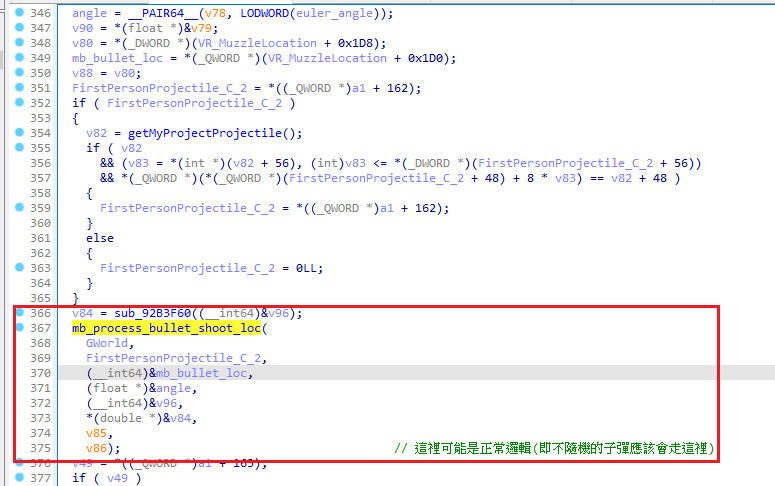 346 angle = __PAIR64__(v78, LODWORD(euler_angle));
347 v90 = *(float *)&v79;
348 v80 = *(_DWORD *)(VR_MuzzleLocation + 0x1D8);
349 mb_bullet_loc = *(_QWORD *)(VR_MuzzleLocation + 0x1D0);
350 v88 = v80;
351 FirstPersonProjectile_C_2 = *((_QWORD *)a1 + 162);
352 if ( FirstPersonProjectile_C_2 )
353 {
354 v82 = getMyProjectProjectile();
355 if ( v82
356 && (v83 = *(int *)(v82 + 56), (int)v83 <= *(_DWORD *)(FirstPersonProjectile_C_2 + 56))
357 && *(_QWORD *)(*(_QWORD *)(FirstPersonProjectile_C_2 + 48) + 8 * v83) == v82 + 48 )
358 {
359 FirstPersonProjectile_C_2 = *((_QWORD *)a1 + 162);
360 }
361 else
362 {
363 FirstPersonProjectile_C_2 = 0LL;
364 }
365 }
366 v84 = sub_92B3F60((__int64)&v96);
367 mb_process_bullet_shoot_loc(
368 GWorld,
369 FirstPersonProjectile_C_2,
370 (__int64)&mb_bullet_loc,
371 (float *)&angle,
372 (__int64)&v96,
373 *(double *)&v84,
374 v85,
375 v86); // 這裡可能是正常邏輯(即不隨機的子彈應該會走這裡)
376 v49 = *((_QWORD *)a1 + 165);
377 if ( v49 )